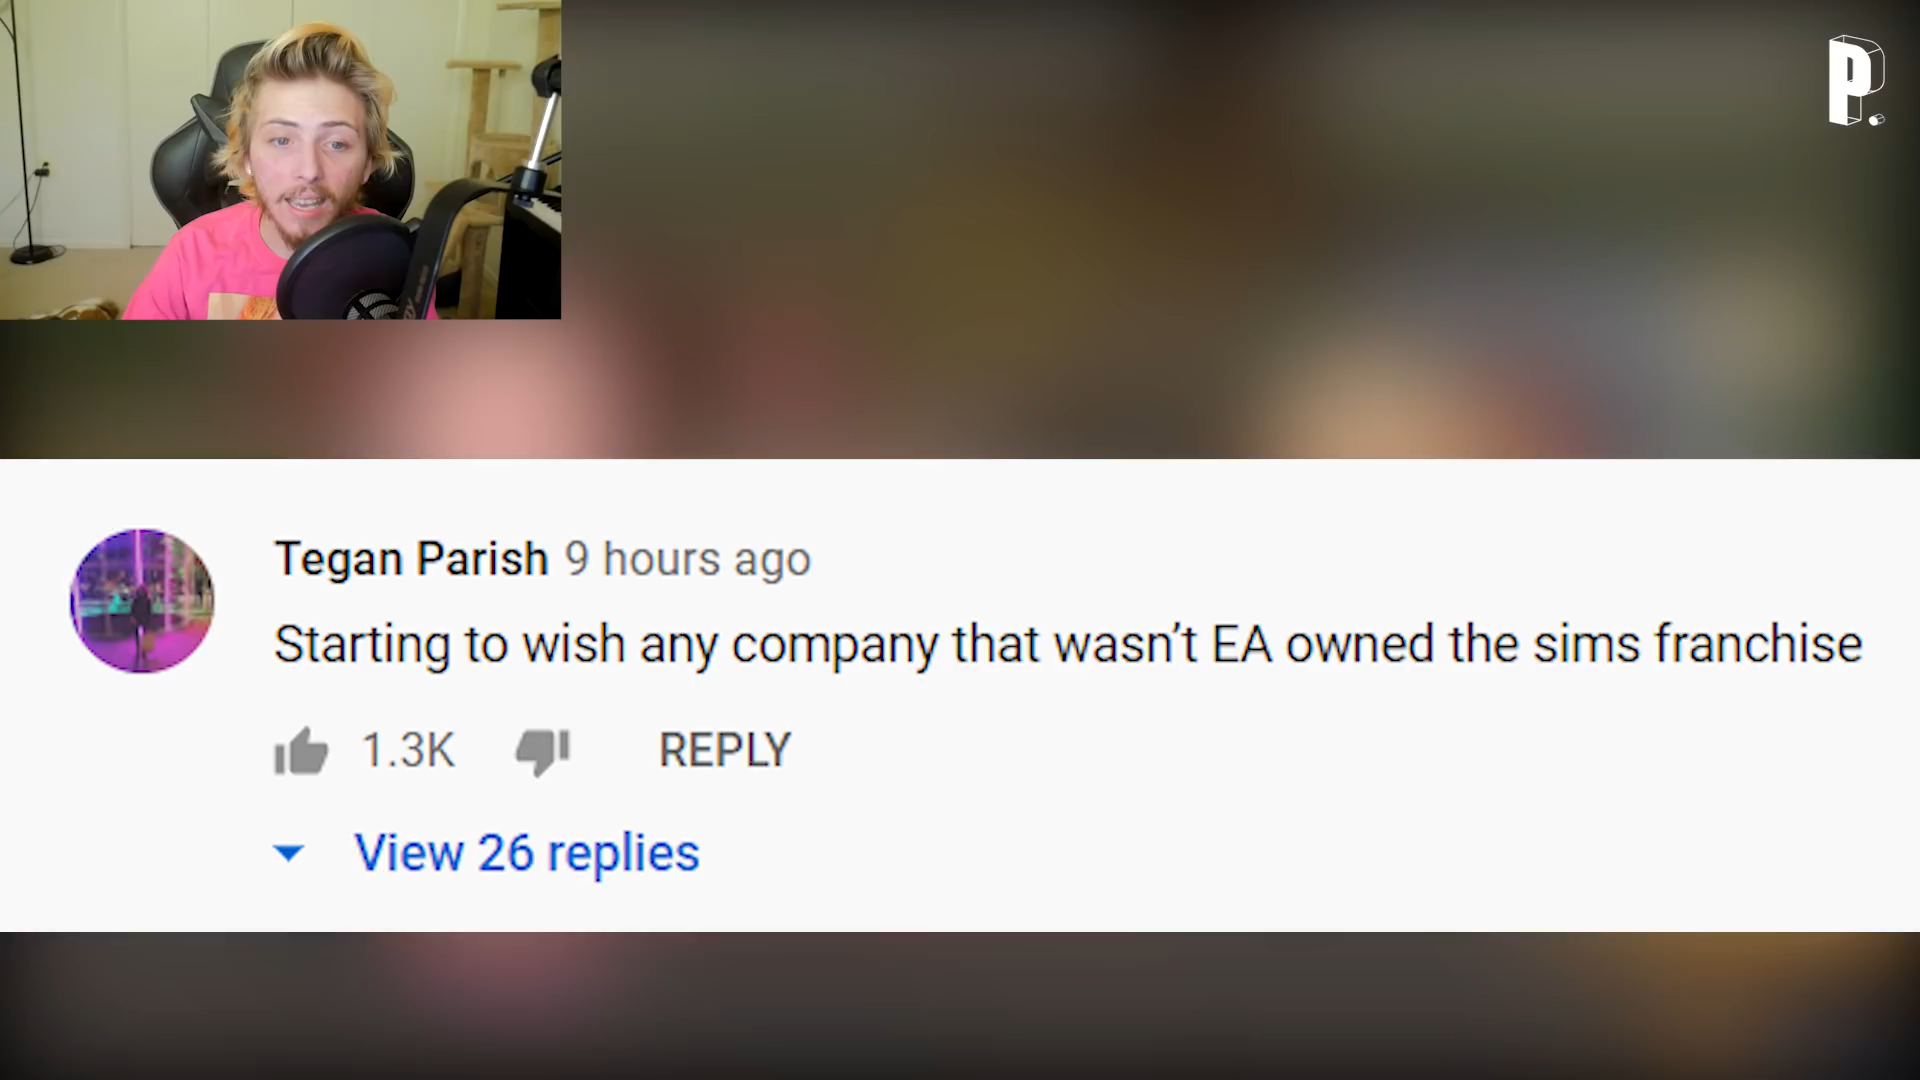 P.
Tegan Parish 9 hours ago
Starting to wish any company that wasn’t EA owned the sims franchise
1.3K REPLY
View 26 replies